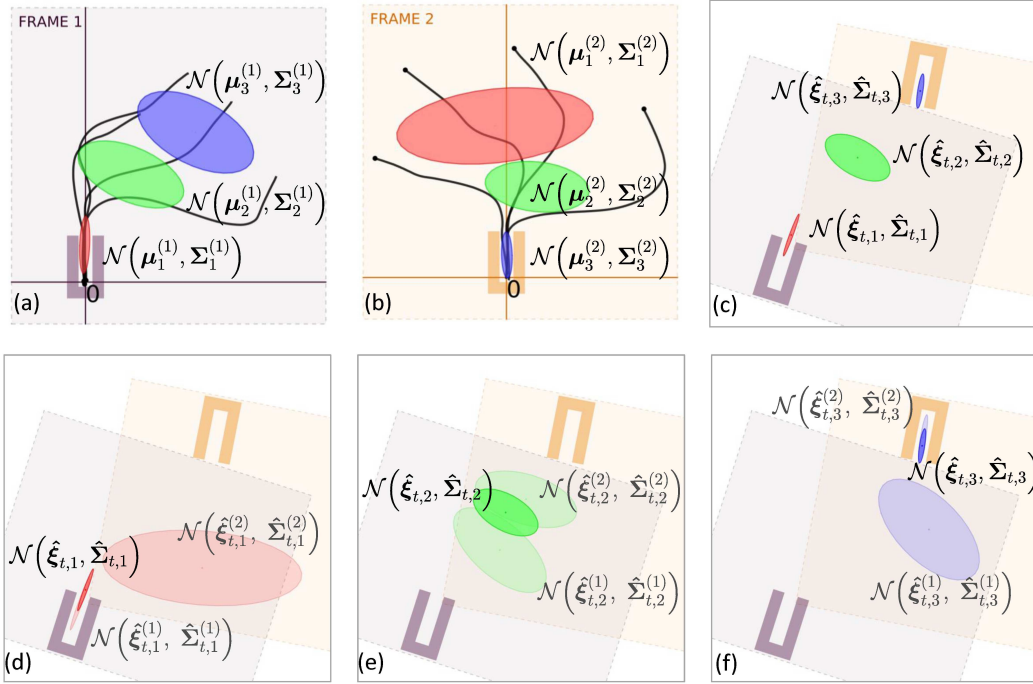 FRAME 1
𝒩(μ₃⁽¹⁾, Σ₃⁽¹⁾)
𝒩(μ₂⁽¹⁾, Σ₂⁽¹⁾)
𝒩(μ₁⁽¹⁾, Σ₁⁽¹⁾)
0
(a)
FRAME 2
𝒩(μ₁⁽²⁾, Σ₁⁽²⁾)
𝒩(μ₂⁽²⁾, Σ₂⁽²⁾)
𝒩(μ₃⁽²⁾, Σ₃⁽²⁾)
0
(b)
𝒩(ξ̂ₜ,₃, Σ̂ₜ,₃)
𝒩(ξ̂ₜ,₂, Σ̂ₜ,₂)
𝒩(ξ̂ₜ,₁, Σ̂ₜ,₁)
(c)
𝒩(ξ̂ₜ,₁⁽²⁾, Σ̂ₜ,₁⁽²⁾)
𝒩(ξ̂ₜ,₁, Σ̂ₜ,₁)
𝒩(ξ̂ₜ,₁⁽¹⁾, Σ̂ₜ,₁⁽¹⁾)
(d)
𝒩(ξ̂ₜ,₂, Σ̂ₜ,₂)
𝒩(ξ̂ₜ,₂⁽²⁾, Σ̂ₜ,₂⁽²⁾)
𝒩(ξ̂ₜ,₂⁽¹⁾, Σ̂ₜ,₂⁽¹⁾)
(e)
𝒩(ξ̂ₜ,₃⁽²⁾, Σ̂ₜ,₃⁽²⁾)
𝒩(ξ̂ₜ,₃, Σ̂ₜ,₃)
𝒩(ξ̂ₜ,₃⁽¹⁾, Σ̂ₜ,₃⁽¹⁾)
(f)